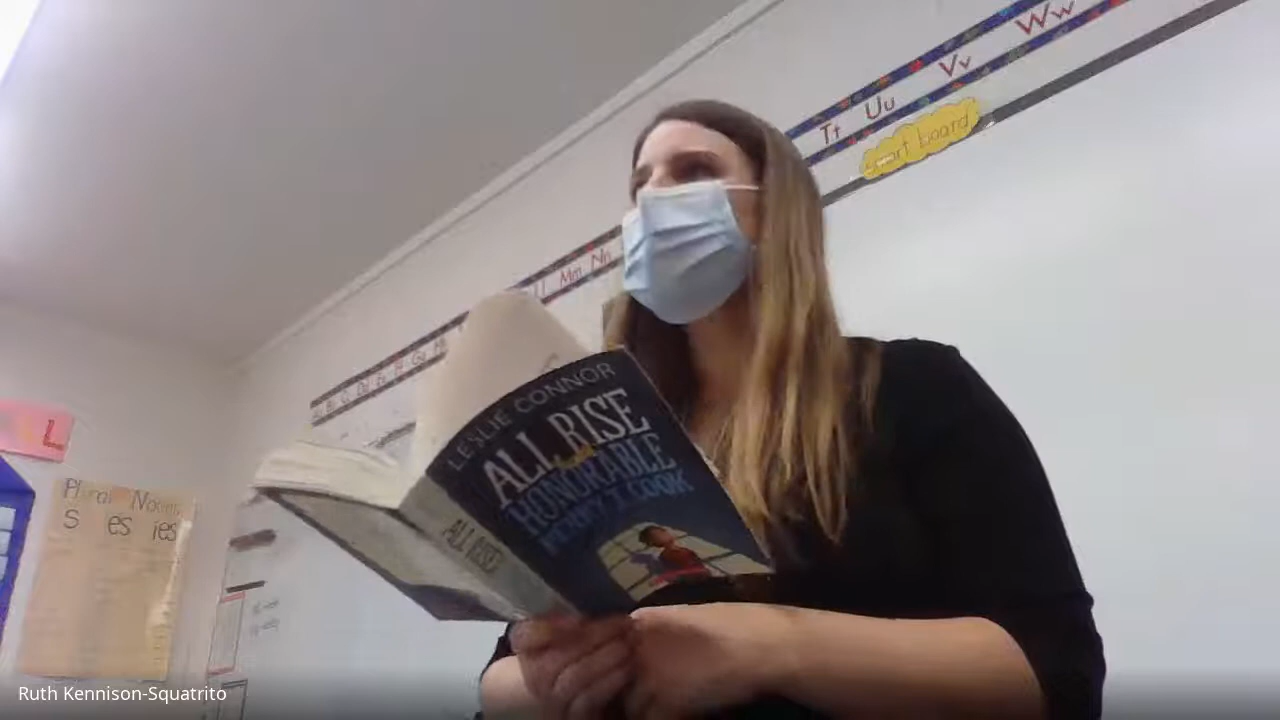 Ww
Vv
Uu
Tt
smart board
Nn
Mm
L
Plural Nouns
s es ies
LESLIE CONNOR
ALL RISE
HONORABLE
PERRY T. COOK
ALL RISE
Ruth Kennison-Squatrito